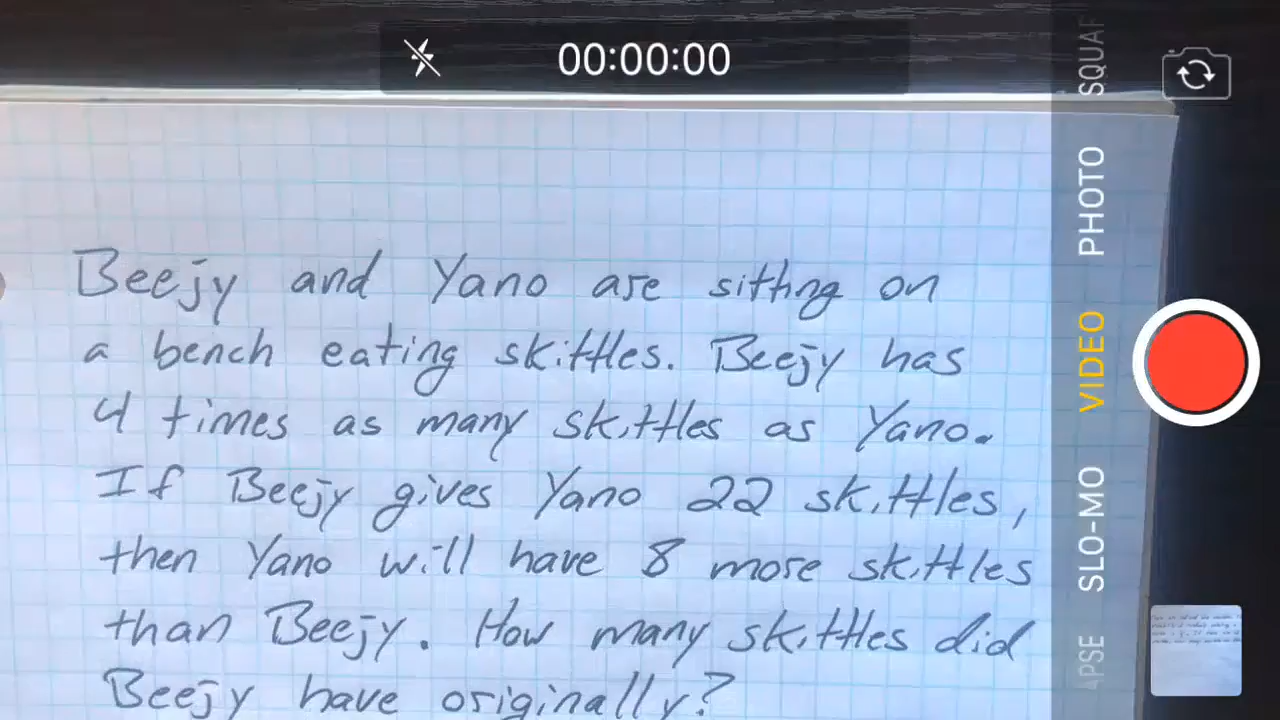 00:00:00
SQUAR
PHOTO
VIDEO
SLO-MO
APSE
Beejy and Yano are sitting on
a bench eating skittles. Beejy has
4 times as many skittles as Yano.
If Beejy gives Yano 22 skittles,
then Yano will have 8 more skittles
than Beejy. How many skittles did
Beejy have originally?